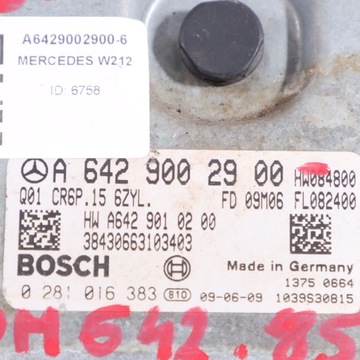 A6429002900-6
MERCEDES W212
ID: 6758
A 642 900 29 00 HW084800
Q01 CR6P.15 6ZYL. FD 09M06 FL082400
HW A642 901 02 00
38430663103403
BOSCH Made in Germany
1375 0664
0 281 016 383 810 09-06-09 1039S30815
OM642.85